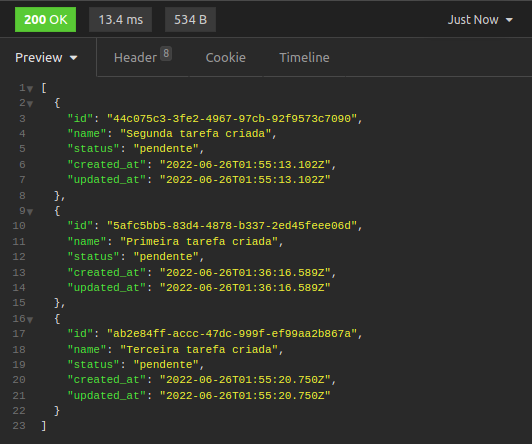 200 OK 13.4 ms 534 B Just Now
Preview Header 8 Cookie Timeline
1 [
2 {
3 "id": "44c075c3-3fe2-4967-97cb-92f9573c7090",
4 "name": "Segunda tarefa criada",
5 "status": "pendente",
6 "created_at": "2022-06-26T01:55:13.102Z",
7 "updated_at": "2022-06-26T01:55:13.102Z"
8 },
9 {
10 "id": "5afc5bb5-83d4-4878-b337-2ed45feee06d",
11 "name": "Primeira tarefa criada",
12 "status": "pendente",
13 "created_at": "2022-06-26T01:36:16.589Z",
14 "updated_at": "2022-06-26T01:36:16.589Z"
15 },
16 {
17 "id": "ab2e84ff-accc-47dc-999f-ef99aa2b867a",
18 "name": "Terceira tarefa criada",
19 "status": "pendente",
20 "created_at": "2022-06-26T01:55:20.750Z",
21 "updated_at": "2022-06-26T01:55:20.750Z"
22 }
23 ]